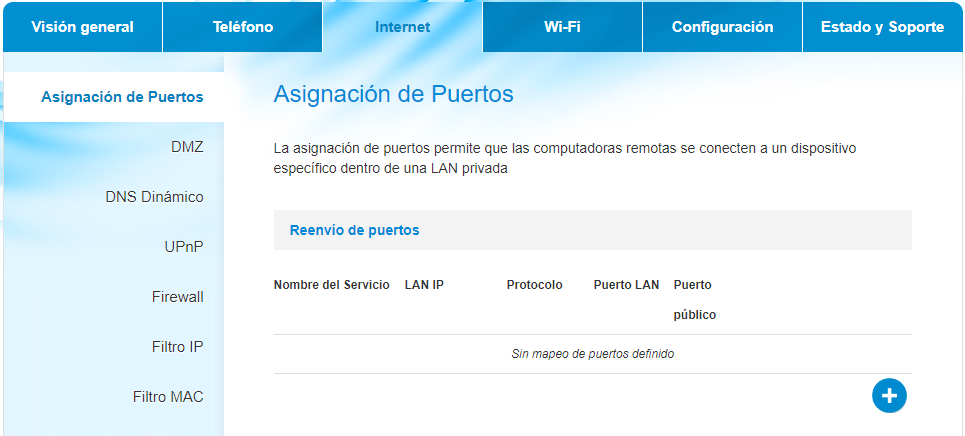 Visión general
Teléfono
Internet
Wi-Fi
Configuración
Estado y Soporte
Asignación de Puertos
DMZ
DNS Dinámico
UPnP
Firewall
Filtro IP
Filtro MAC
Asignación de Puertos
La asignación de puertos permite que las computadoras remotas se conecten a un dispositivo
específico dentro de una LAN privada
Reenvío de puertos
Nombre del Servicio LAN IP Protocolo Puerto LAN Puerto
público
Sin mapeo de puertos definido